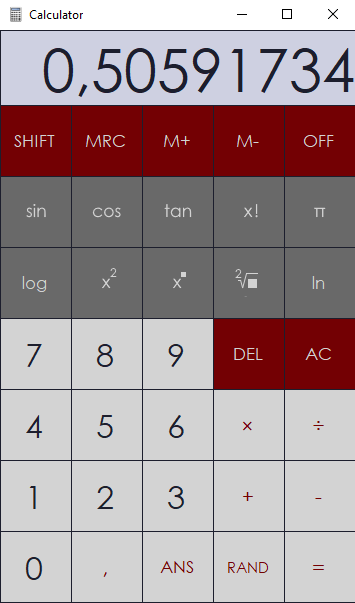 Calculator
0,50591734
SHIFT MRC M+ M- OFF
sin cos tan x! π
log x² x▪ ²√▪ ln
7 8 9 DEL AC
4 5 6 × ÷
1 2 3 + -
0 , ANS RAND =